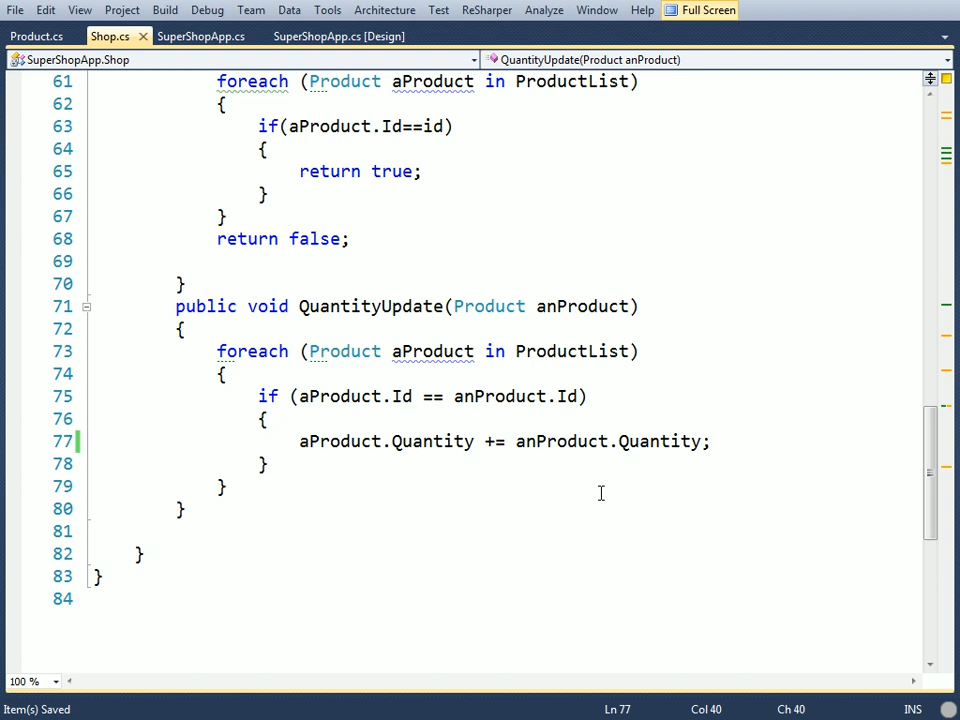 File Edit View Project Build Debug Team Data Tools Architecture Test ReSharper Analyze Window Help Full Screen
Product.cs Shop.cs SuperShopApp.cs SuperShopApp.cs [Design]
SuperShopApp.Shop QuantityUpdate(Product anProduct)
61 foreach (Product aProduct in ProductList)
62 {
63 if(aProduct.Id==id)
64 {
65 return true;
66 }
67 }
68 return false;
69
70 }
71 public void QuantityUpdate(Product anProduct)
72 {
73 foreach (Product aProduct in ProductList)
74 {
75 if (aProduct.Id == anProduct.Id)
76 {
77 aProduct.Quantity += anProduct.Quantity;
78 }
79 }
80 }
81
82 }
83 }
84
100 %
Item(s) Saved Ln 77 Col 40 Ch 40 INS